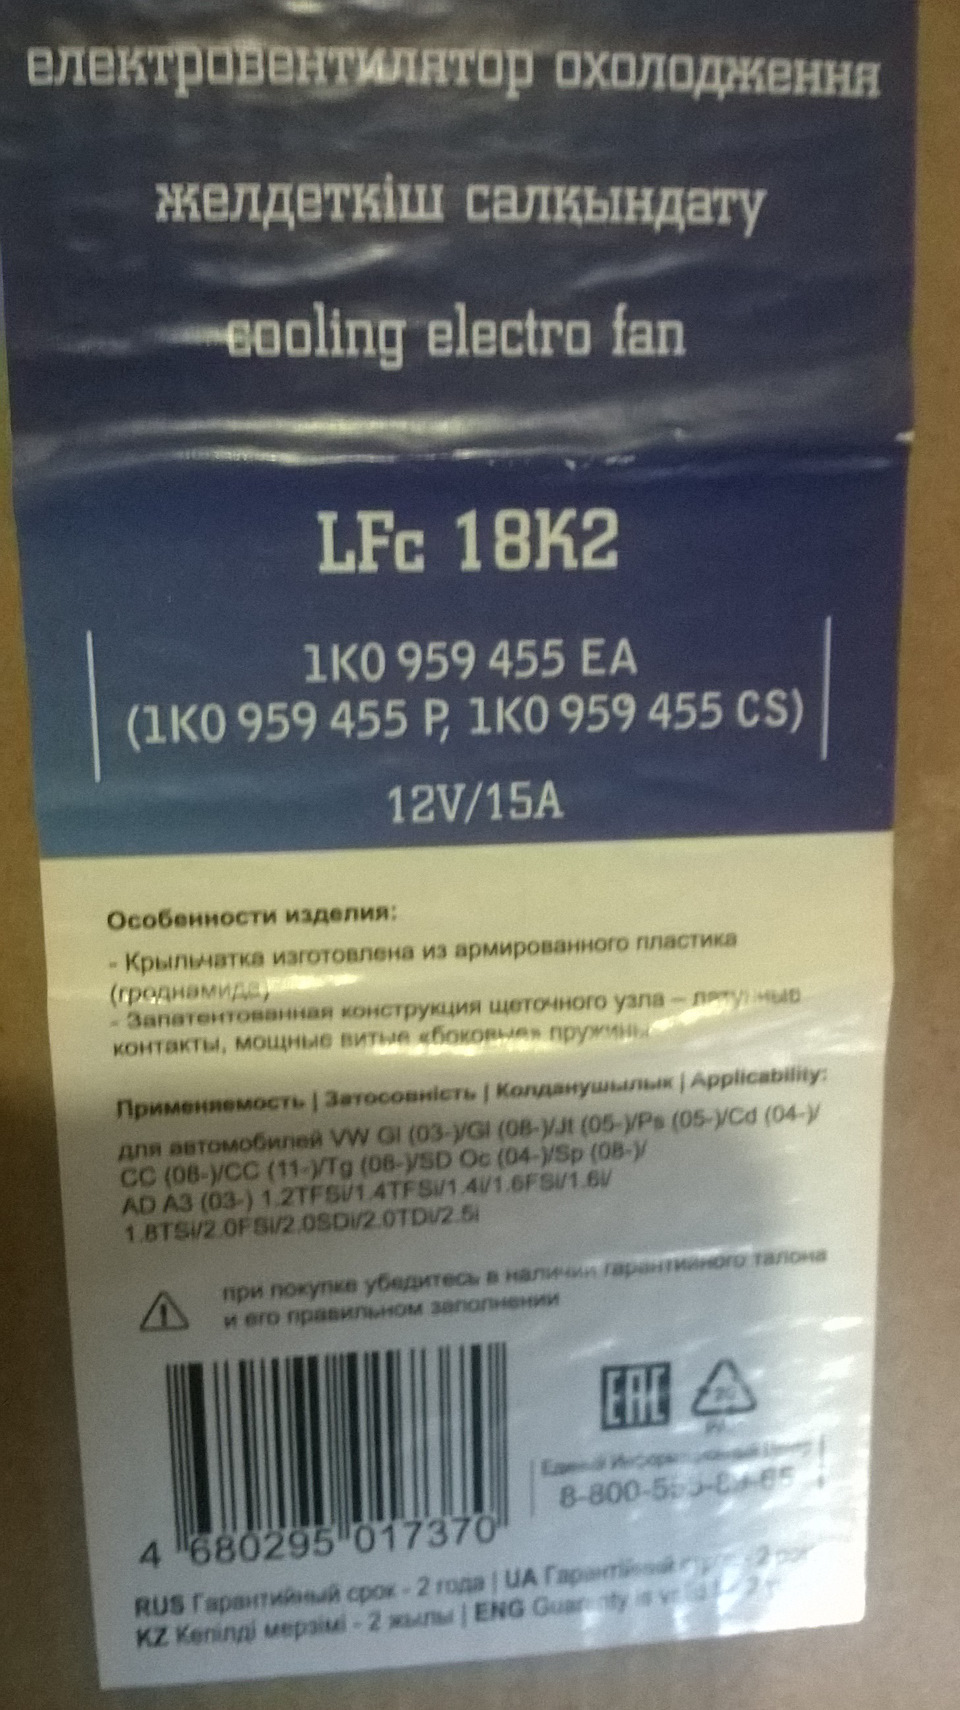 електровентилятор охолодження
желдеткіш салқындату
cooling electro fan
LFc 18K2
1K0 959 455 EA
(1K0 959 455 P, 1K0 959 455 CS)
12V/15A
Особенности изделия:
- Крыльчатка изготовлена из армированного пластика
(гроднамида)
- Запатентованная конструкция щеточного узла – латунные
контакты, мощные витые «боковые» пружины
Применяемость | Затосовність | Колданушылык | Applicability:
для автомобилей VW Gl (03-)/Gl (08-)/Jt (05-)/Ps (05-)/Cd (04-)/
CC (08-)/CC (11-)/Tg (08-)/SD Oc (04-)/Sp (08-)/
AD A3 (03-) 1.2TFSi/1.4TFSi/1.4i/1.6FSi/1.6i/
1.8TSi/2.0FSi/2.0SDi/2.0TDi/2.5i
при покупке убедитесь в наличии гарантийного талона
и его правильном заполнении
EAC
Единый
8-800-
4 680295 017370
RUS Гарантийный срок - 2 года | UA Гарантійний
KZ Кепілді мерзімі - 2 жылы | ENG is